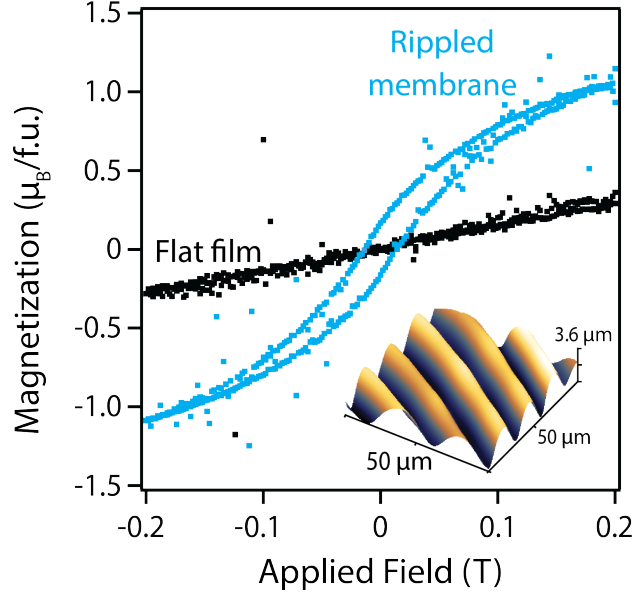 1.5
1.0
0.5
0
-0.5
-1.0
-1.5
Magnetization (μB/f.u.)
Rippled
membrane
Flat film
3.6 μm
50 μm
50 μm
-0.2
-0.1
0
0.1
0.2
Applied Field (T)